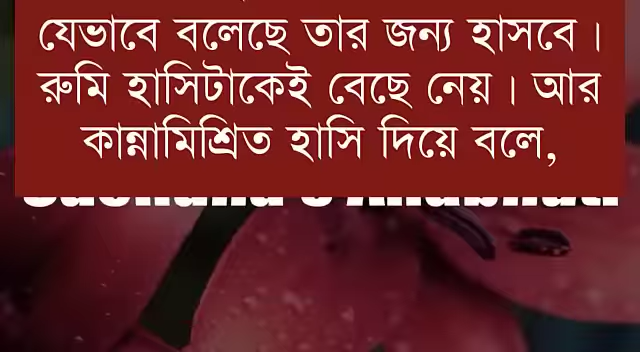 যেভাবে বলেছে তার জন্য হাসবে।
রুমি হাসিটাকেই বেছে নেয়। আর
কান্নামিশ্রিত হাসি দিয়ে বলে,